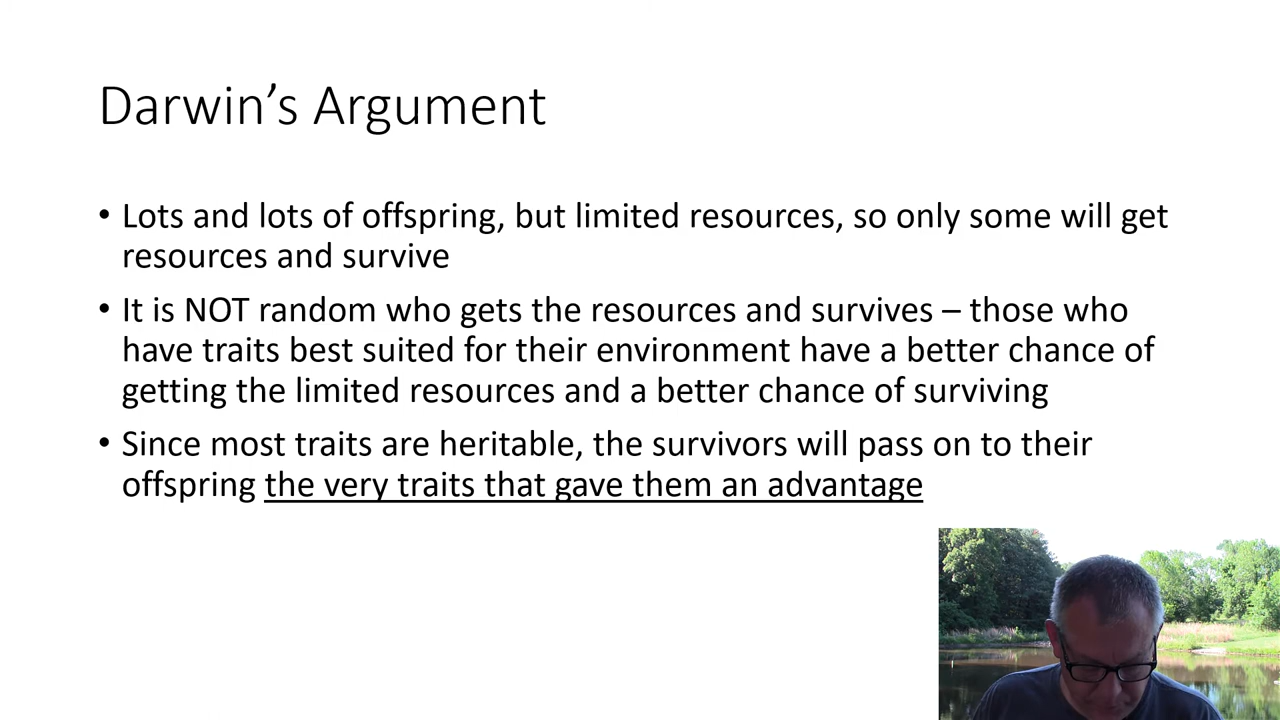 Darwin’s Argument
• Lots and lots of offspring, but limited resources, so only some will get
resources and survive
• It is NOT random who gets the resources and survives – those who
have traits best suited for their environment have a better chance of
getting the limited resources and a better chance of surviving
• Since most traits are heritable, the survivors will pass on to their
offspring the very traits that gave them an advantage